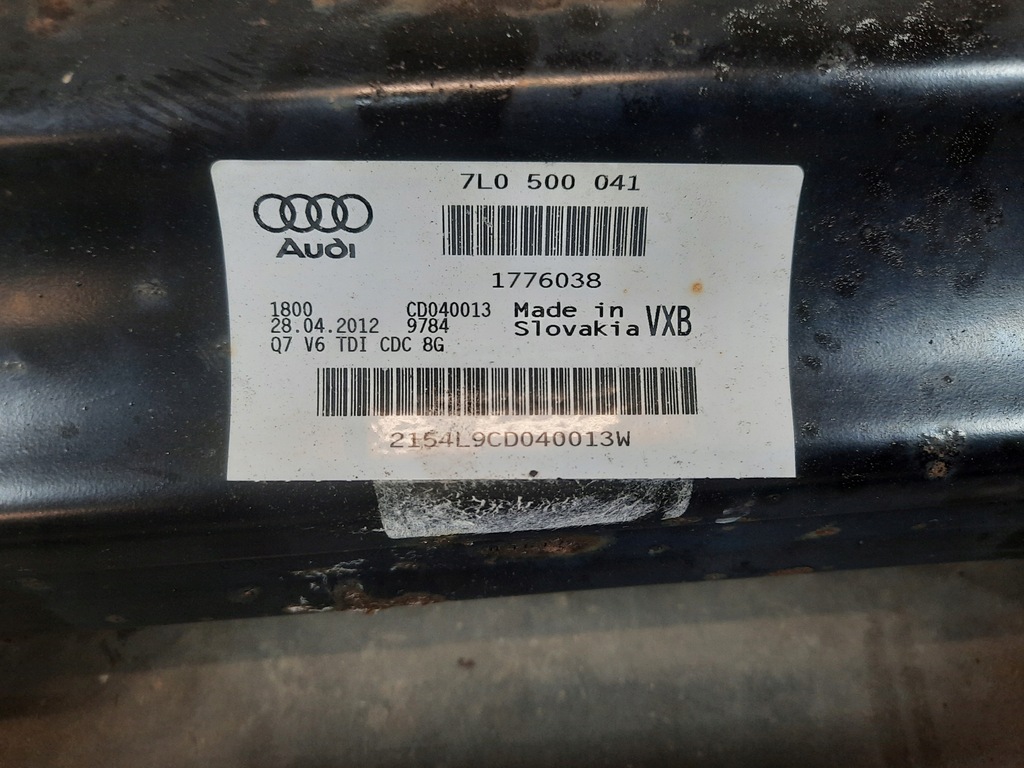 7L0 500 041
Audi
1776038
1800 CD040013 Made in
28.04.2012 9784 Slovakia VXB
Q7 V6 TDI CDC 8G
2154L9CD040013W